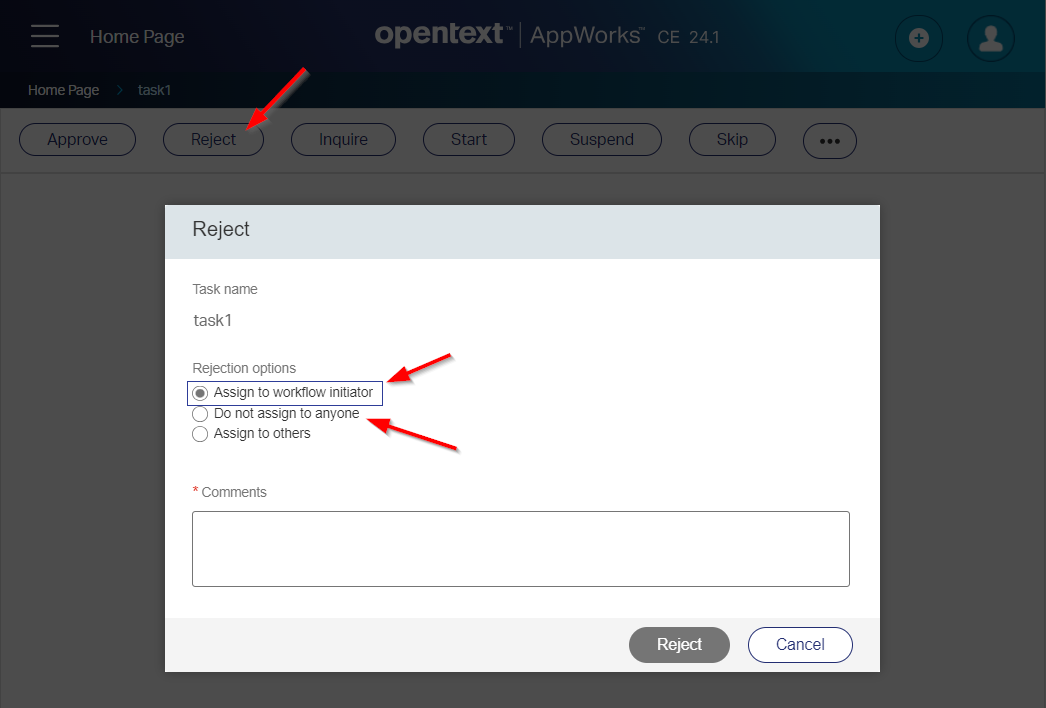 Home Page
opentext™ | AppWorks™ CE 24.1
Home Page > task1
Approve Reject Inquire Start Suspend Skip •••
Reject
Task name
task1
Rejection options
Assign to workflow initiator
Do not assign to anyone
Assign to others
* Comments
Reject Cancel